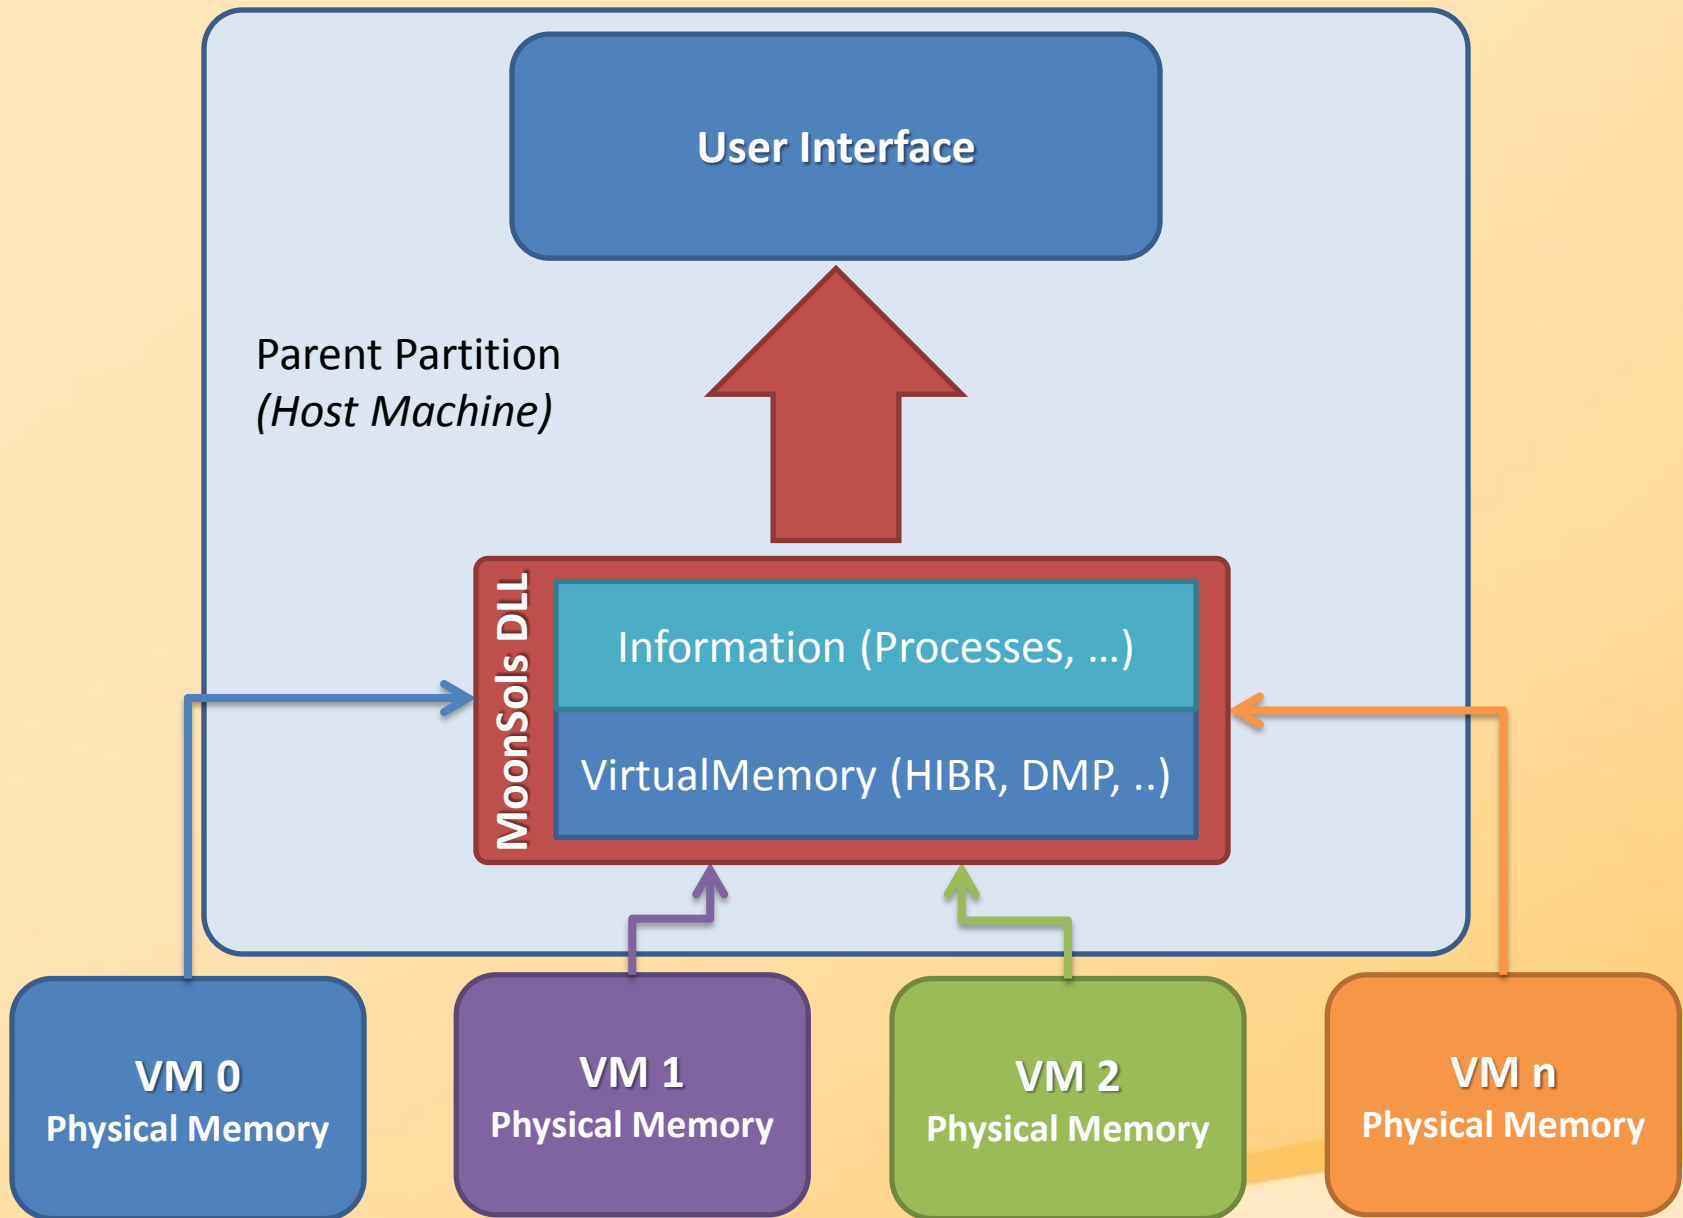 User Interface
Parent Partition
(Host Machine)
MoonSols DLL
Information (Processes, …)
VirtualMemory (HIBR, DMP, ..)
VM 0
Physical Memory
VM 1
Physical Memory
VM 2
Physical Memory
VM n
Physical Memory